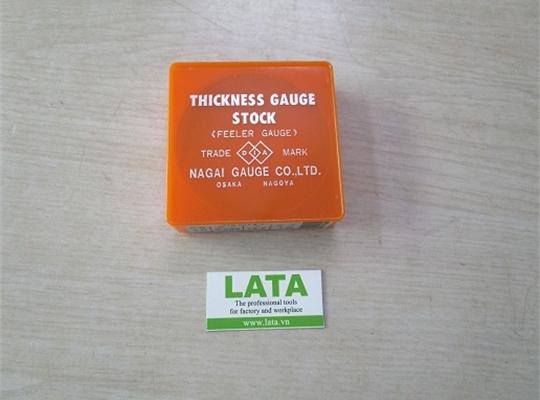 THICKNESS GAUGE
STOCK
(FEELER GAUGE)
TRADE DIA MARK
NAGAI GAUGE CO.,LTD.
OSAKA NAGOYA
LATA
The professional tools
for factory and workplace
www.lata.vn